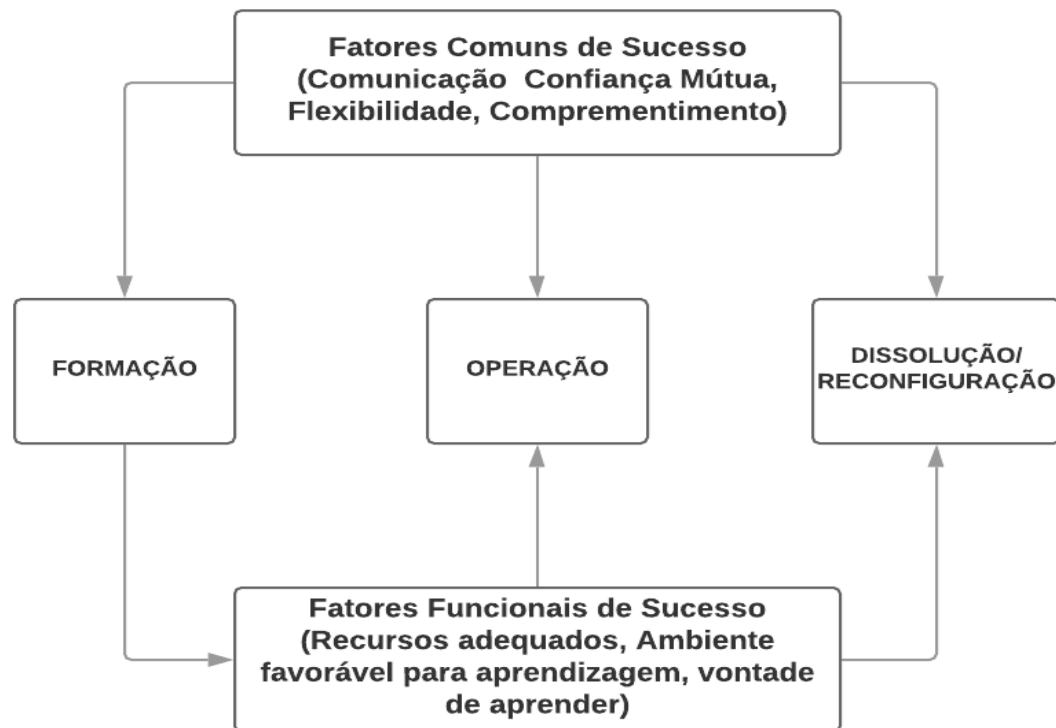 Fatores Comuns de Sucesso
(Comunicação  Confiança Mútua,
Flexibilidade, Comprementimento)
FORMAÇÃO
OPERAÇÃO
DISSOLUÇÃO/
RECONFIGURAÇÃO
Fatores Funcionais de Sucesso
(Recursos adequados, Ambiente
favorável para aprendizagem, vontade
de aprender)